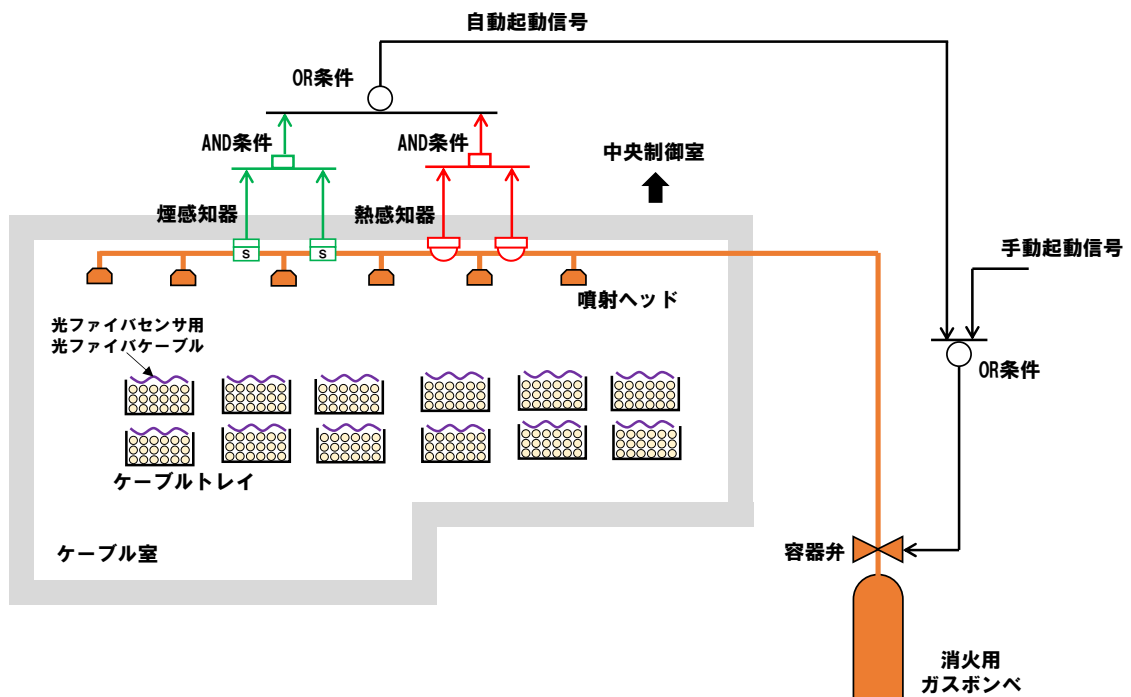 自動起動信号
OR条件
AND条件
AND条件
中央制御室
煙感知器
熱感知器
手動起動信号
S
S
噴射ヘッド
光ファイバセンサ用
光ファイバケーブル
OR条件
ケーブルトレイ
ケーブル室
容器弁
消火用
ガスボンベ